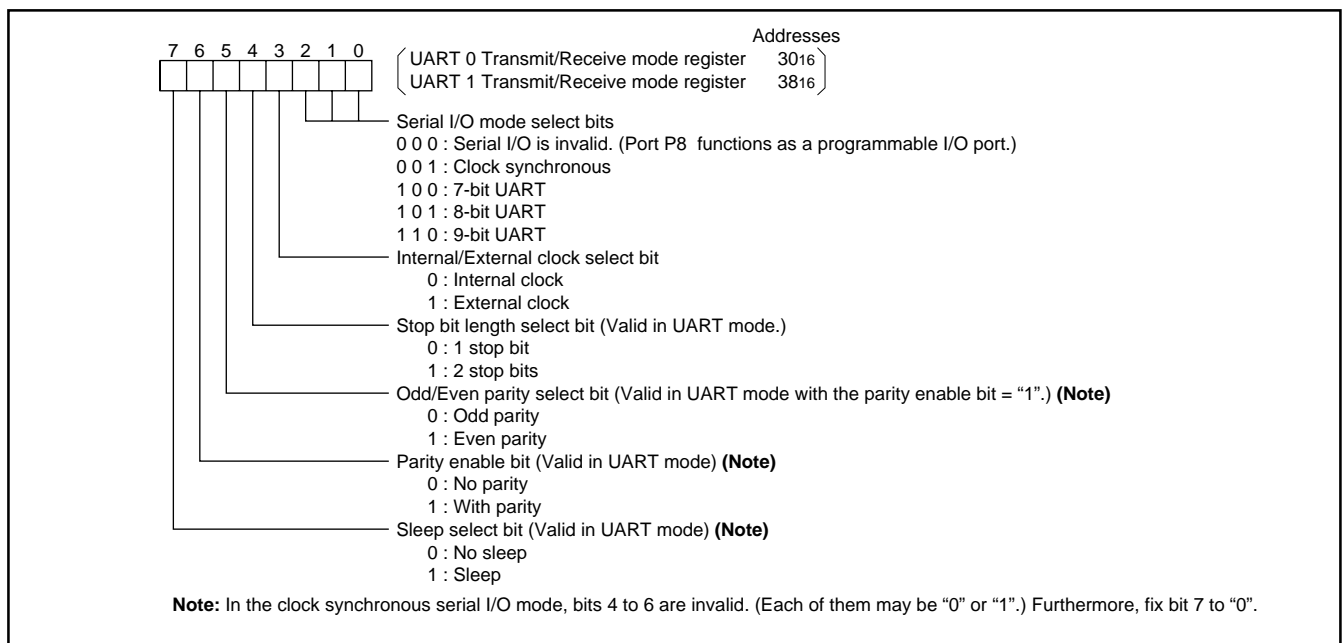 Addresses
7 6 5 4 3 2 1 0
UART 0 Transmit/Receive mode register 3016
UART 1 Transmit/Receive mode register 3816
Serial I/O mode select bits
0 0 0 : Serial I/O is invalid. (Port P8 functions as a programmable I/O port.)
0 0 1 : Clock synchronous
1 0 0 : 7-bit UART
1 0 1 : 8-bit UART
1 1 0 : 9-bit UART
Internal/External clock select bit
0 : Internal clock
1 : External clock
Stop bit length select bit (Valid in UART mode.)
0 : 1 stop bit
1 : 2 stop bits
Odd/Even parity select bit (Valid in UART mode with the parity enable bit = “1”.) (Note)
0 : Odd parity
1 : Even parity
Parity enable bit (Valid in UART mode) (Note)
0 : No parity
1 : With parity
Sleep select bit (Valid in UART mode) (Note)
0 : No sleep
1 : Sleep
Note: In the clock synchronous serial I/O mode, bits 4 to 6 are invalid. (Each of them may be “0” or “1”.) Furthermore, fix bit 7 to “0”.